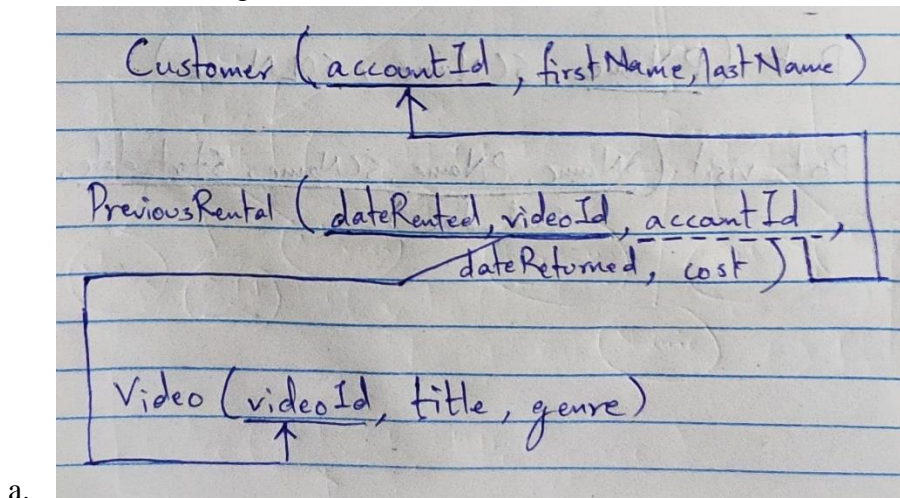 Customer (accountId, firstName, lastName)
PreviousRental (dateRented, videoId, accountId,
dateReturned, cost)
Video (videoId, title, genre)
a.